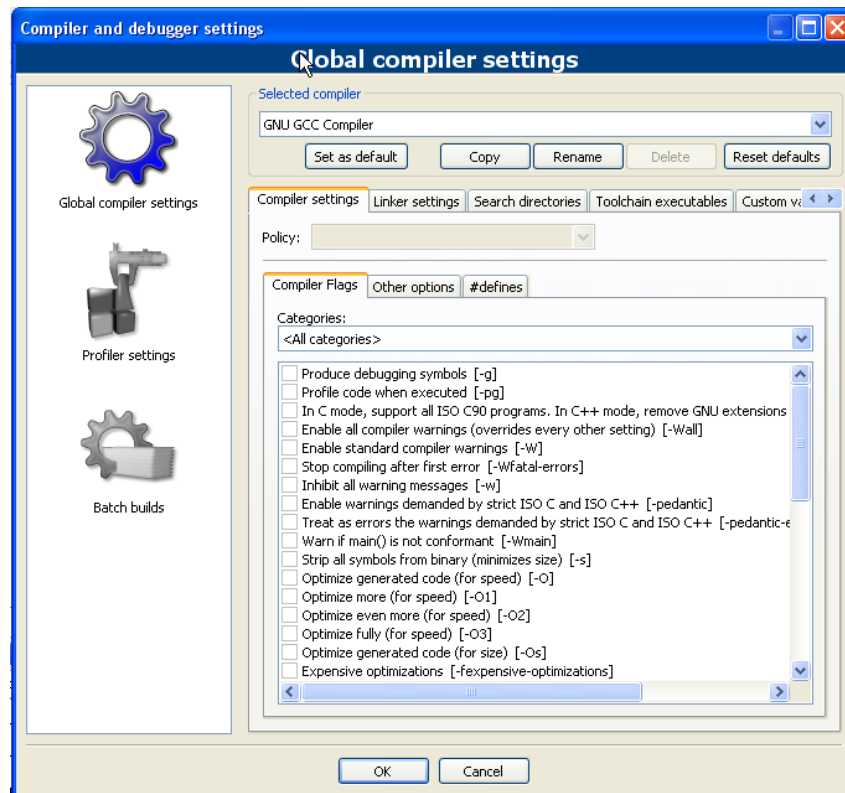 Compiler and debugger settings
Global compiler settings
Global compiler settings
Profiler settings
Batch builds
Selected compiler
GNU GCC Compiler
Set as default
Copy
Rename
Delete
Reset defaults
Compiler settings
Linker settings
Search directories
Toolchain executables
Custom va
Policy:
Compiler Flags
Other options
#defines
Categories:
<All categories>
Produce debugging symbols [-g]
Profile code when executed [-pg]
In C mode, support all ISO C90 programs. In C++ mode, remove GNU extensions
Enable all compiler warnings (overrides every other setting) [-Wall]
Enable standard compiler warnings [-W]
Stop compiling after first error [-Wfatal-errors]
Inhibit all warning messages [-w]
Enable warnings demanded by strict ISO C and ISO C++ [-pedantic]
Treat as errors the warnings demanded by strict ISO C and ISO C++ [-pedantic-e
Warn if main() is not conformant [-Wmain]
Strip all symbols from binary (minimizes size) [-s]
Optimize generated code (for speed) [-O]
Optimize more (for speed) [-O1]
Optimize even more (for speed) [-O2]
Optimize fully (for speed) [-O3]
Optimize generated code (for size) [-Os]
Expensive optimizations [-fexpensive-optimizations]
OK
Cancel